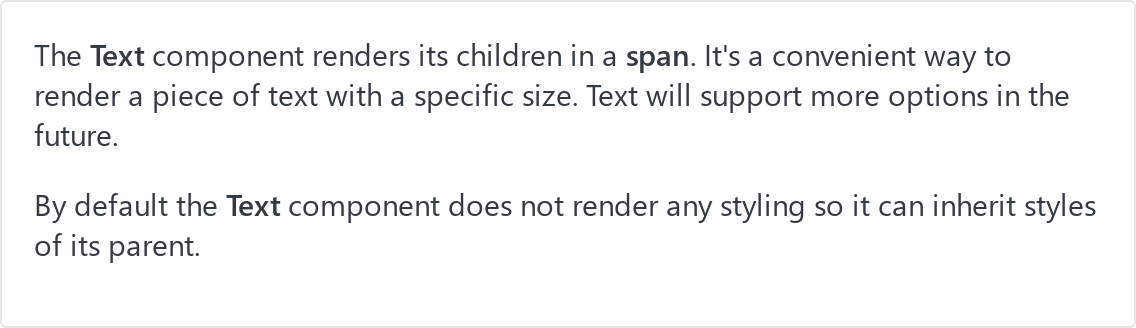 The Text component renders its children in a span. It's a convenient way to
render a piece of text with a specific size. Text will support more options in the
future.
By default the Text component does not render any styling so it can inherit styles
of its parent.